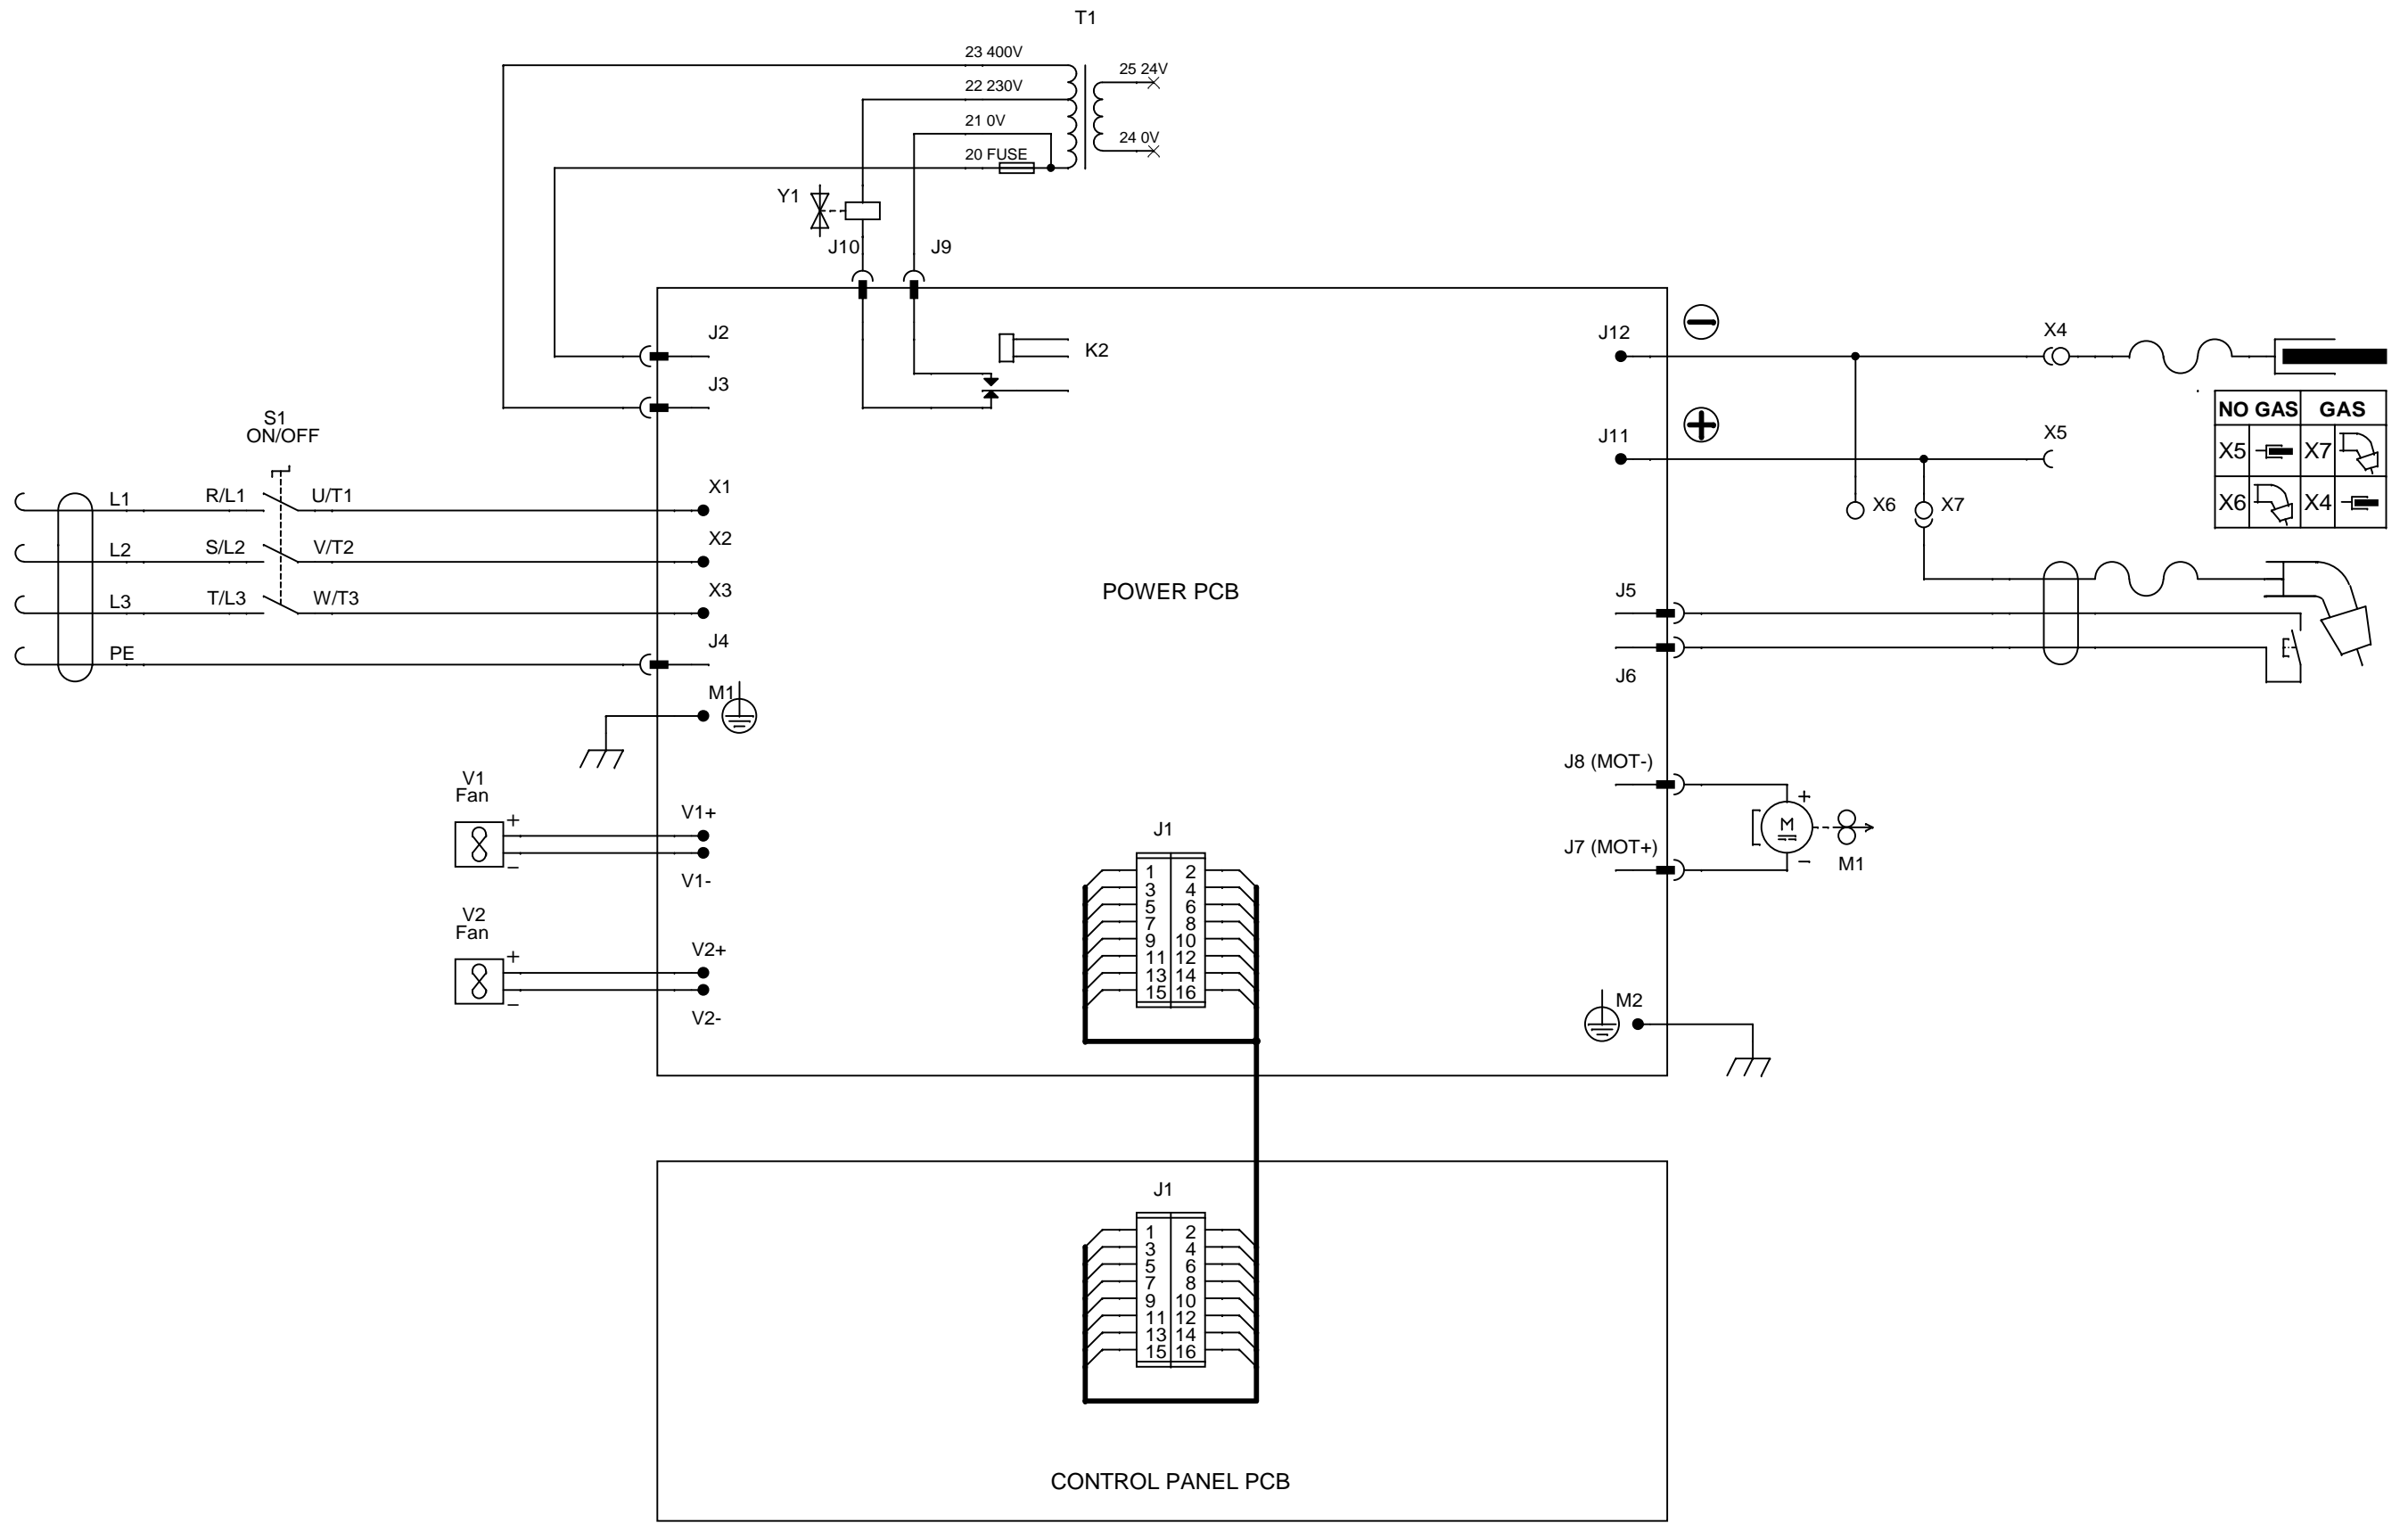 T1
23 400V
25 24V
22 230V
21 0V
24 0V
20 FUSE
Y1
J10
J9
J2
K2
J3
J12
X4
J11
X5
NO GAS GAS
X5 X7
X6 X4
X6 X7
S1
ON/OFF
L1 R/L1 U/T1 X1
L2 S/L2 V/T2 X2
L3 T/L3 W/T3 X3
PE
J4
M1
POWER PCB
J5
J6
V1
Fan
+
−
V1+
V1-
V2
Fan
+
−
V2+
V2-
J8 (MOT-)
+
M
−
J7 (MOT+)
M1
J1
1 2
3 4
5 6
7 8
9 10
11 12
13 14
15 16
M2
J1
1 2
3 4
5 6
7 8
9 10
11 12
13 14
15 16
CONTROL PANEL PCB